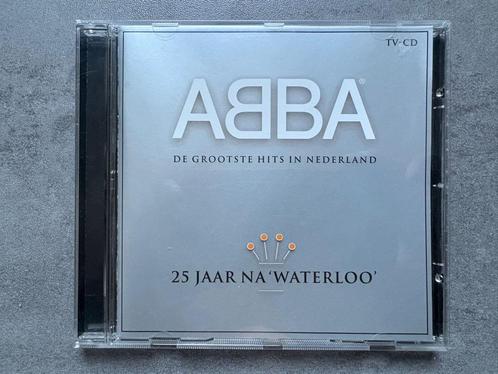 TV-CD
ABBA®
DE GROOTSTE HITS IN NEDERLAND
25 JAAR NA 'WATERLOO'